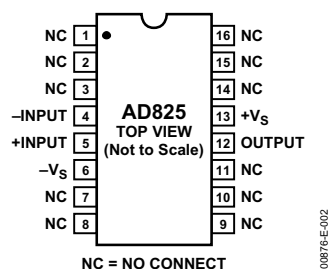 NC 1 16 NC
NC 2 15 NC
NC 3 14 NC
–INPUT 4 AD825 13 +VS
+INPUT 5 TOP VIEW 12 OUTPUT
–VS 6 (Not to Scale) 11 NC
NC 7 10 NC
NC 8 9 NC
NC = NO CONNECT
00876-E-002